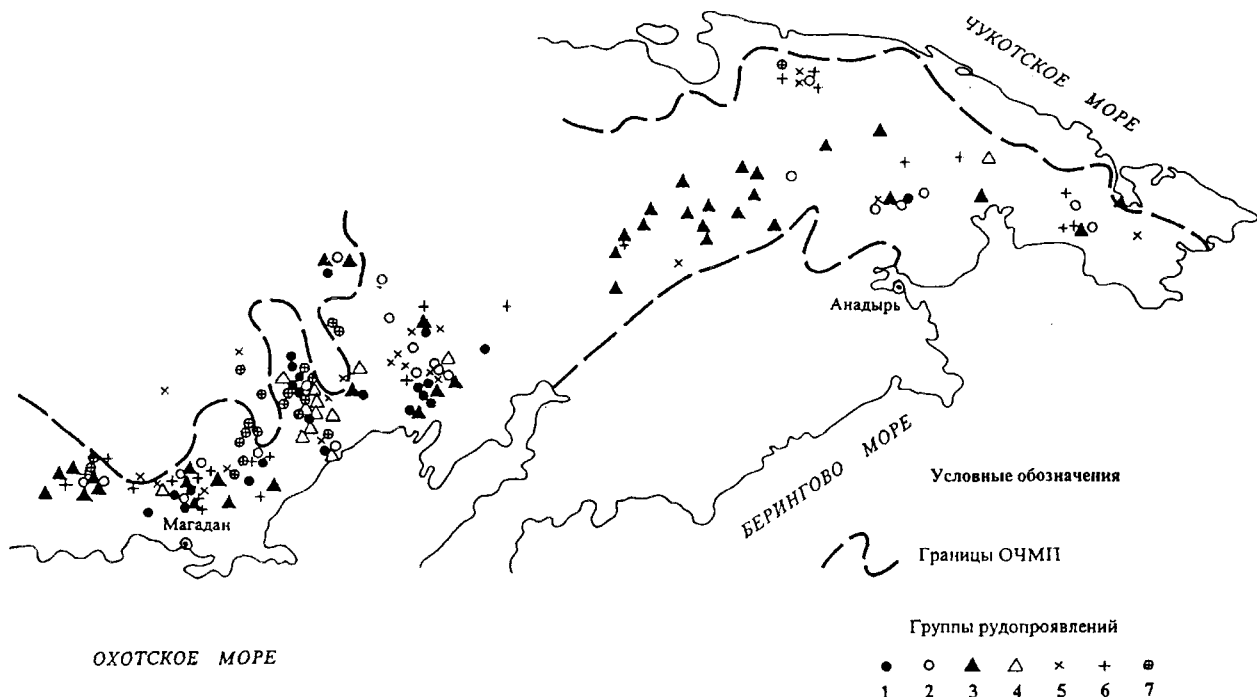 ЧУКОТСКОЕ МОРЕ
Анадырь
БЕРИНГОВО МОРЕ
Магадан
ОХОТСКОЕ МОРЕ
Условные обозначения
Границы ОЧМП
Группы рудопроявлений
1 2 3 4 5 6 7